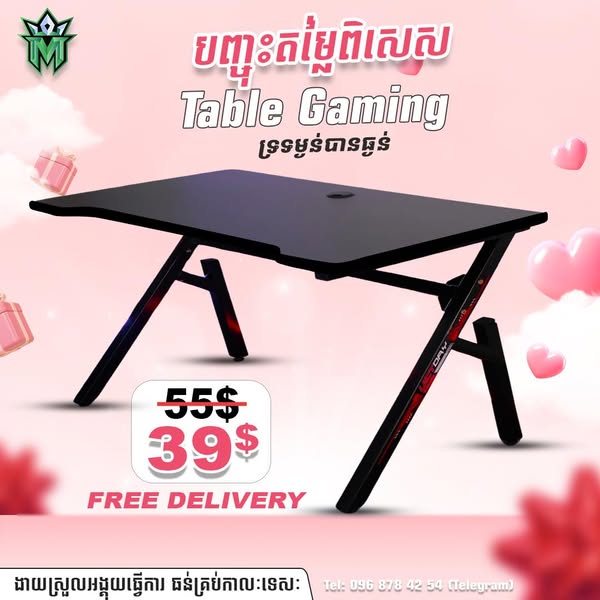 បញ្ចុះតម្លៃពិសេស
Table Gaming
ទ្រទម្ងន់បានធ្ងន់
55$
39$
FREE DELIVERY
ងាយស្រួលអង្គុយធ្វើការ ធន់គ្រប់កាលៈទេសៈ
Tel: 096 878 42 54 (Telegram)